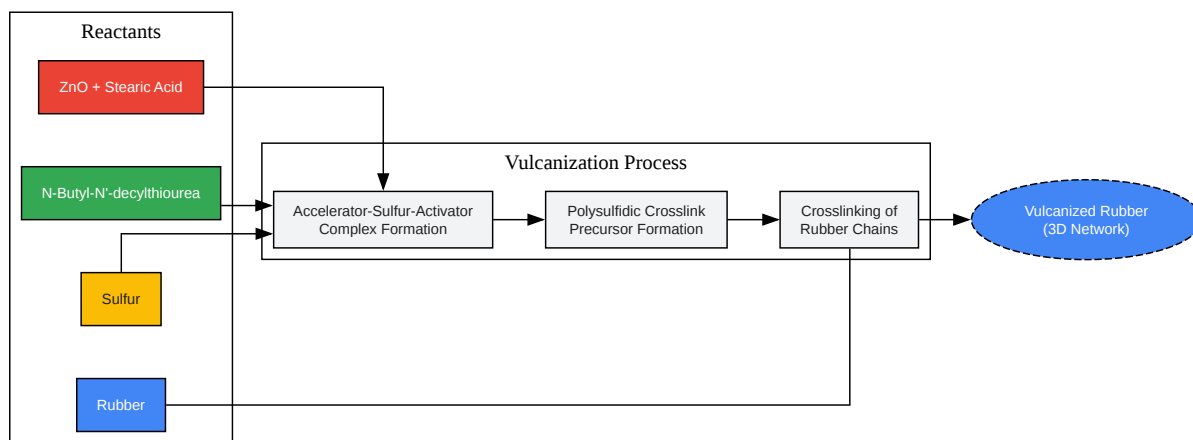 Reactants
ZnO + Stearic Acid
N-Butyl-N'-decylthiourea
Sulfur
Rubber
Vulcanization Process
Accelerator-Sulfur-Activator
Complex Formation
Polysulfidic Crosslink
Precursor Formation
Crosslinking of
Rubber Chains
Vulcanized Rubber
(3D Network)